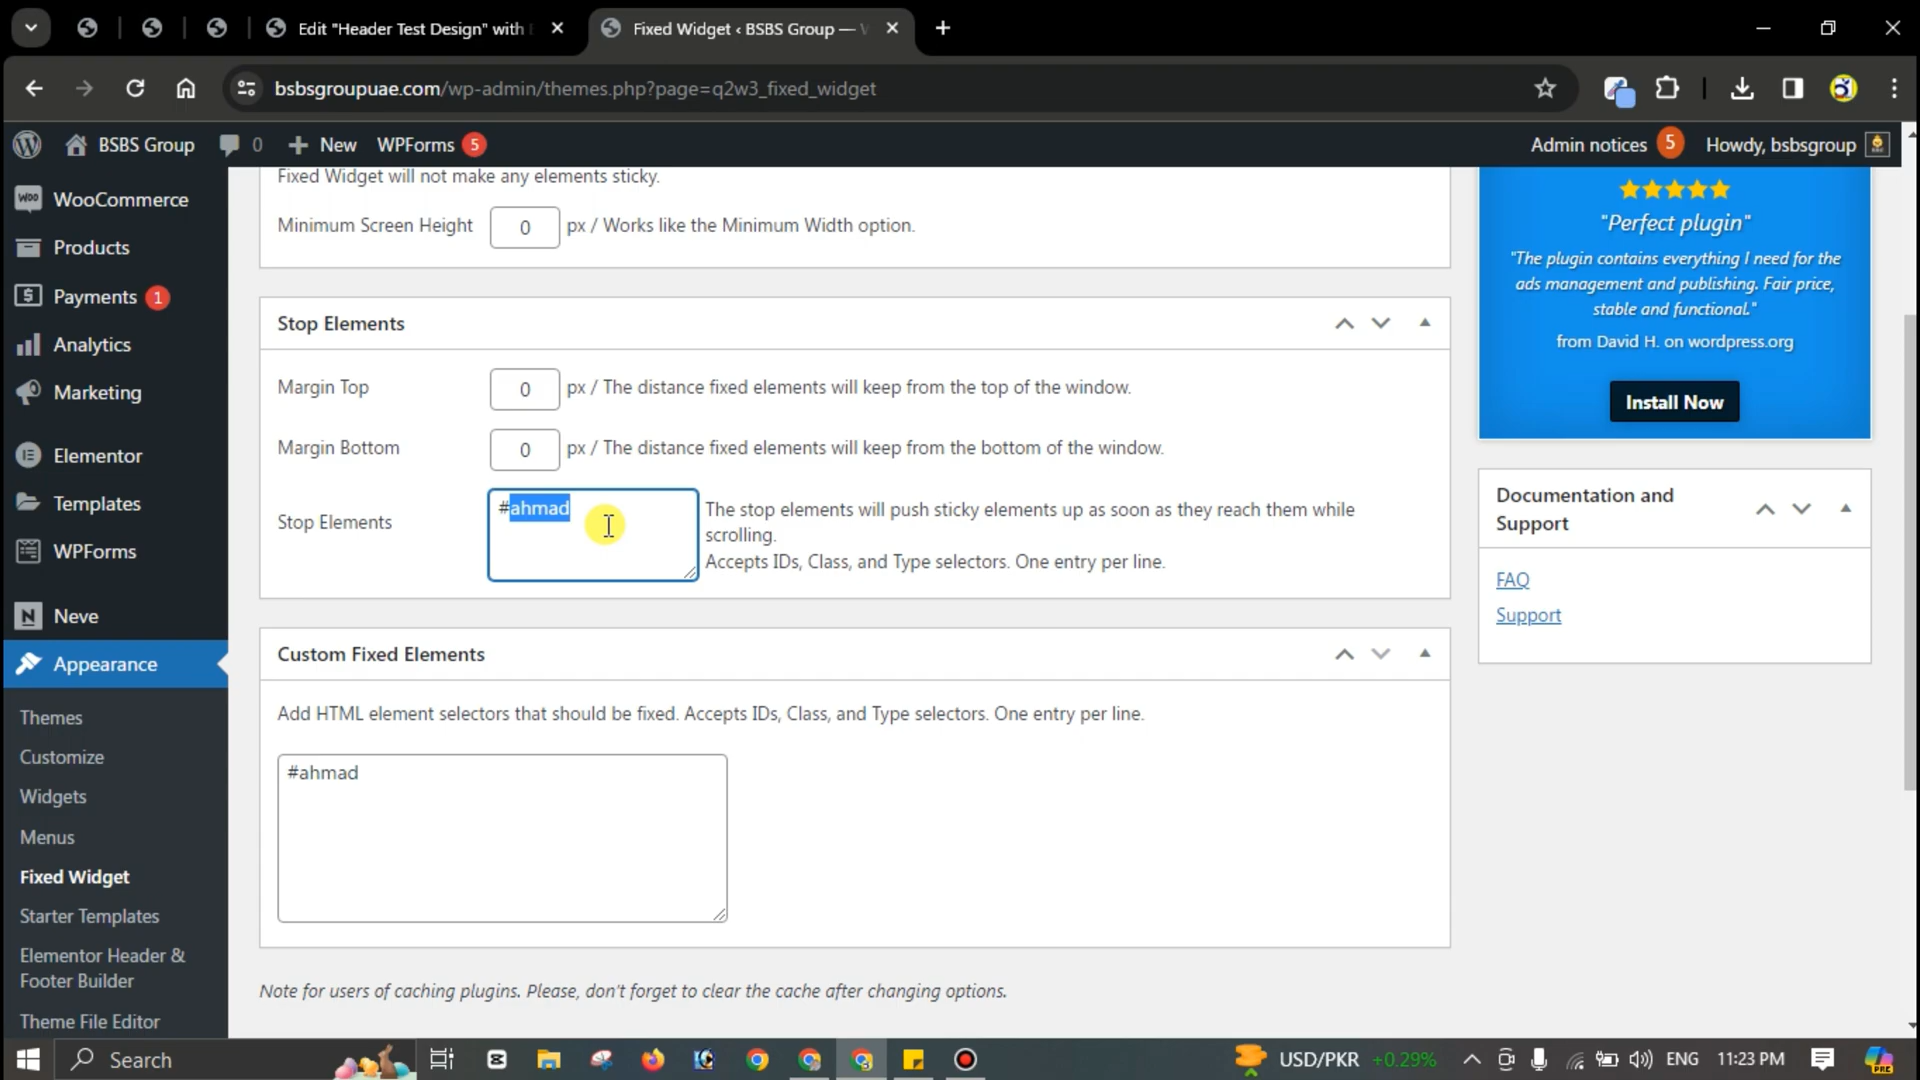 Edit "Header Test Design" with
Fixed Widget ‹ BSBS Group —
bsbsgroupuae.com/wp-admin/themes.php?page=q2w3_fixed_widget
BSBS Group
0
New
WPForms
5
Admin notices
5
Howdy, bsbsgroup
WOO
WooCommerce
Products
Payments
1
Analytics
Marketing
Elementor
Templates
WPForms
N
Neve
Appearance
Themes
Customize
Widgets
Menus
Fixed Widget
Starter Templates
Elementor Header &
Footer Builder
Theme File Editor
Fixed Widget will not make any elements sticky.
Minimum Screen Height
0
px / Works like the Minimum Width option.
Stop Elements
Margin Top
0
px / The distance fixed elements will keep from the top of the window.
Margin Bottom
0
px / The distance fixed elements will keep from the bottom of the window.
Stop Elements
#ahmad
The stop elements will push sticky elements up as soon as they reach them while
scrolling.
Accepts IDs, Class, and Type selectors. One entry per line.
Custom Fixed Elements
Add HTML element selectors that should be fixed. Accepts IDs, Class, and Type selectors. One entry per line.
#ahmad
Note for users of caching plugins. Please, don't forget to clear the cache after changing options.
"Perfect plugin"
"The plugin contains everything I need for the
ads management and publishing. Fair price,
stable and functional."
from David H. on wordpress.org
Install Now
Documentation and
Support
FAQ
Support
Search
USD/PKR
+0.29%
ENG
11:23 PM
PRE